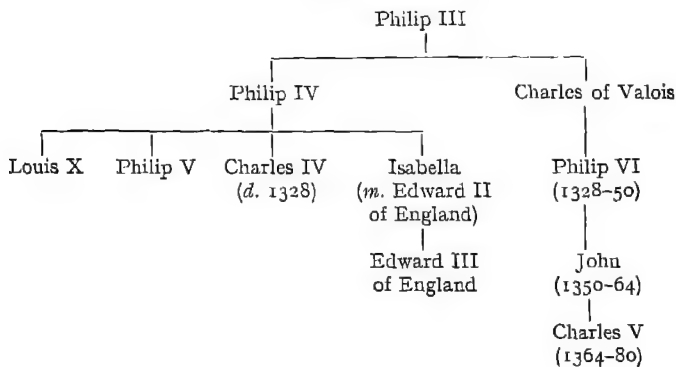 Philip III
Philip IV Charles of Valois
Louis X Philip V Charles IV Isabella Philip VI
(d. 1328) (m. Edward II (1328-50)
of England)
Edward III John
of England (1350-64)
Charles V
(1364-80)